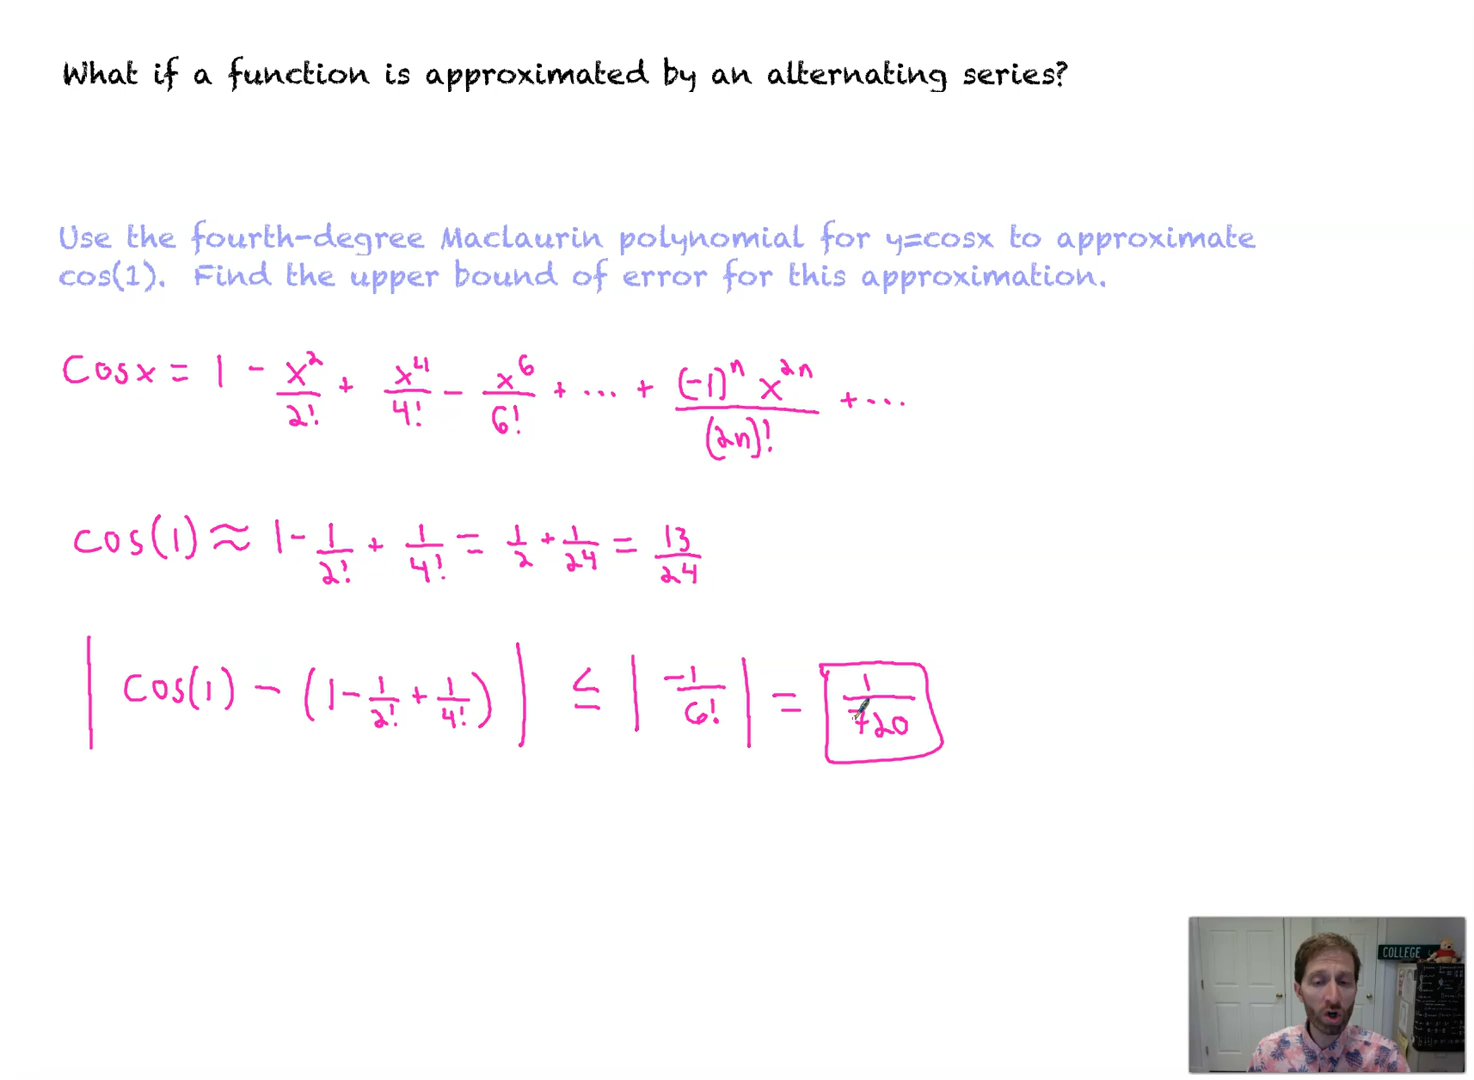 What if a function is approximated by an alternating series?
Use the fourth-degree Maclaurin polynomial for y=cosx to approximate
cos(1). Find the upper bound of error for this approximation.
Cosx = 1 - x^2/2! + x^4/4! - x^6/6! + ... + (-1)^n x^2n/(2n)! + ...
cos(1) ≈ 1 - 1/2! + 1/4! = 1/2 + 1/24 = 13/24
| cos(1) - (1 - 1/2! + 1/4!) | ≤ | -1/6! | = 1/720
COLLEGE